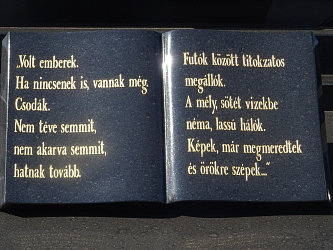 „Volt emberek.
Ha nincsenek is, vannak még.
Csodák.
Nem téve semmit,
nem akarva semmit,
hatnak tovább.
Futók között titokzatos
megállók.
A mély, sötét vizekbe
néma, lassú hálók.
Képek, már megmeredtek
és örökre szépek..."